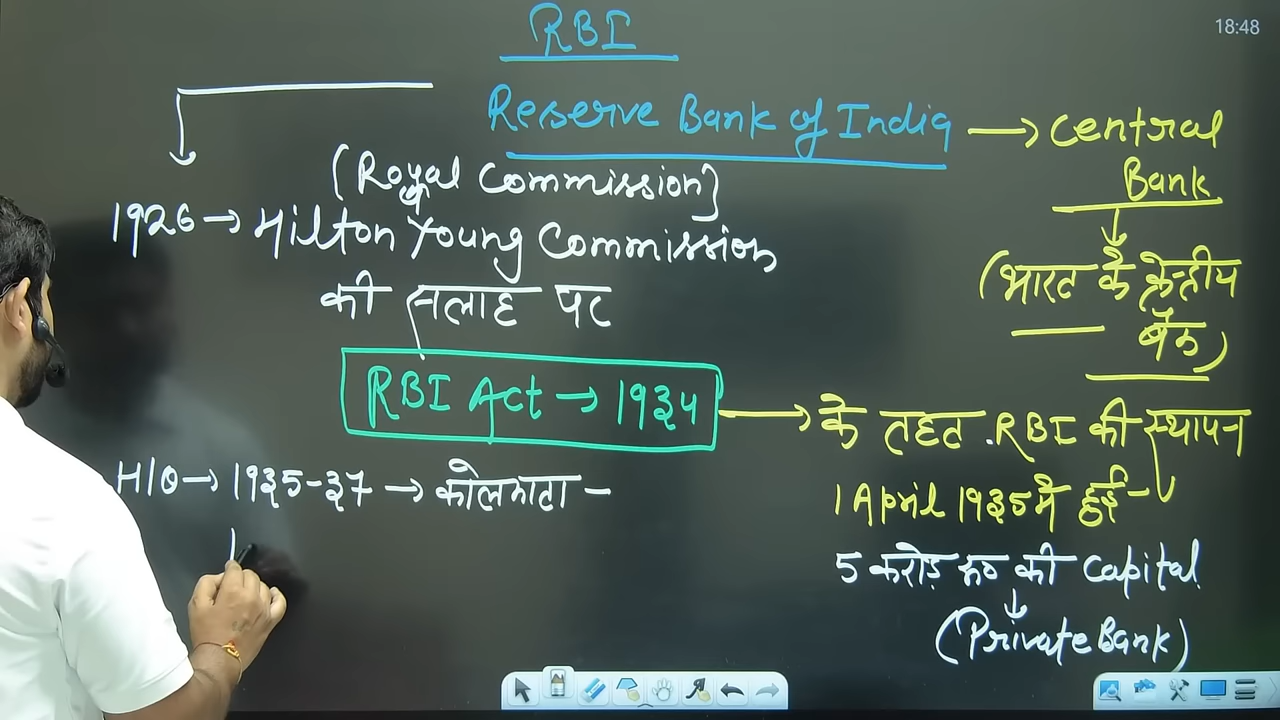 RBI
18:48
Reserve Bank of India → Central
Bank
(भारत के केन्द्रीय
बैंक)
(Royal Commission)
1926 → Hilton Young Commission
की सलाह पर
RBI Act → 1934 → के तहत RBI की स्थापना
1 April 1935 में हुई -
5 करोड़ रु० की Capital
↓
(Private Bank)
H/O → 1935-37 → कोलकाता -